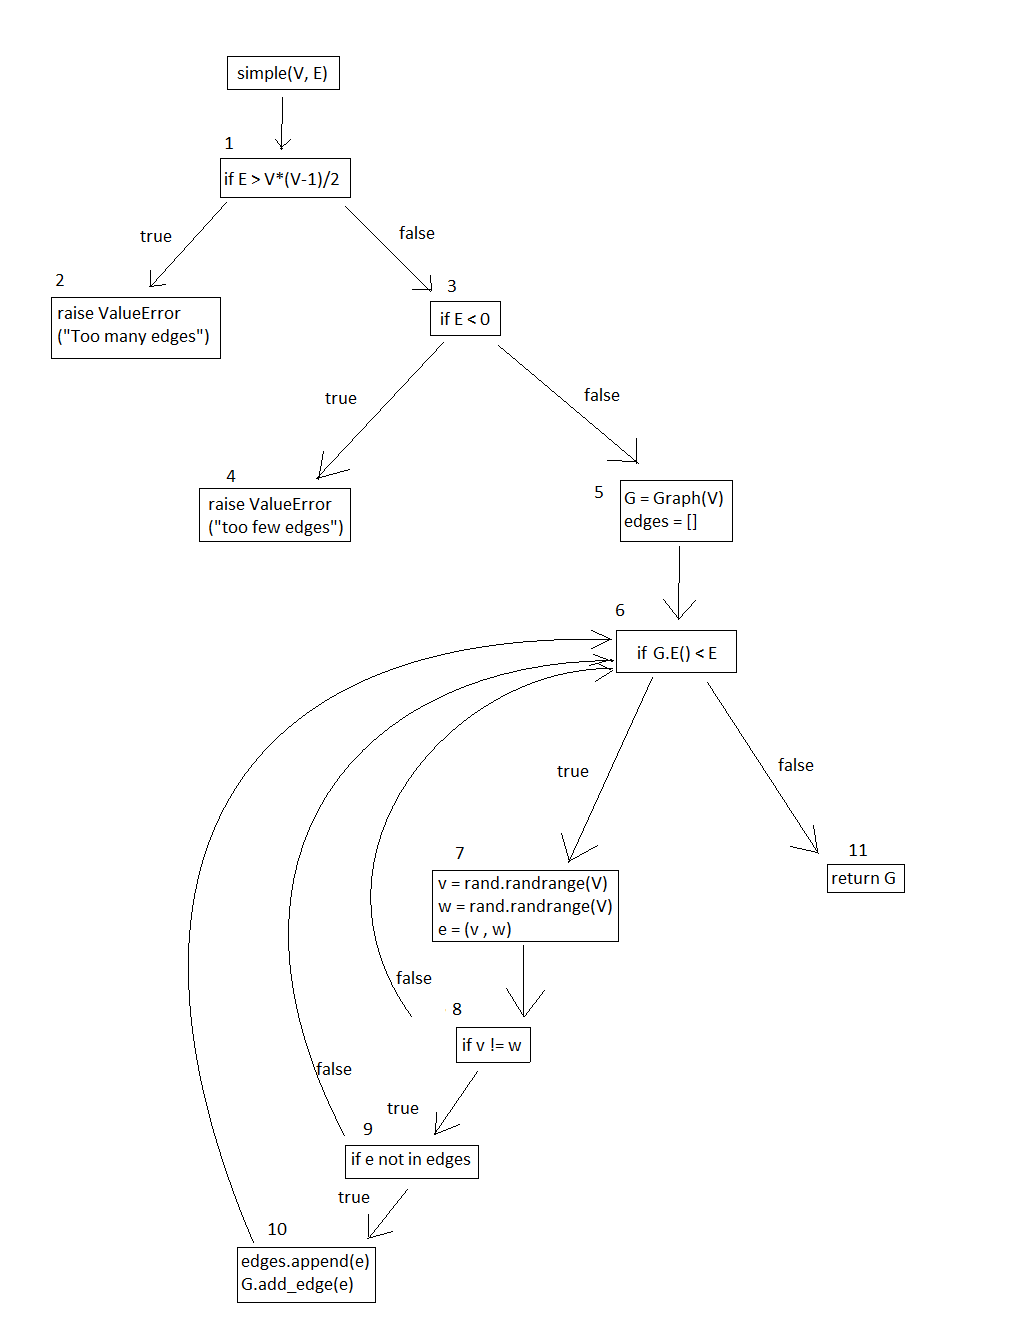 simple(V, E)
1
if E > V*(V-1)/2
true
false
2
raise ValueError
("Too many edges")
3
if E < 0
true
false
4
raise ValueError
("too few edges")
5
G = Graph(V)
edges = []
6
if G.E() < E
true
false
7
v = rand.randrange(V)
w = rand.randrange(V)
e = (v , w)
11
return G
false
8
if v != w
false
true
9
if e not in edges
true
10
edges.append(e)
G.add_edge(e)